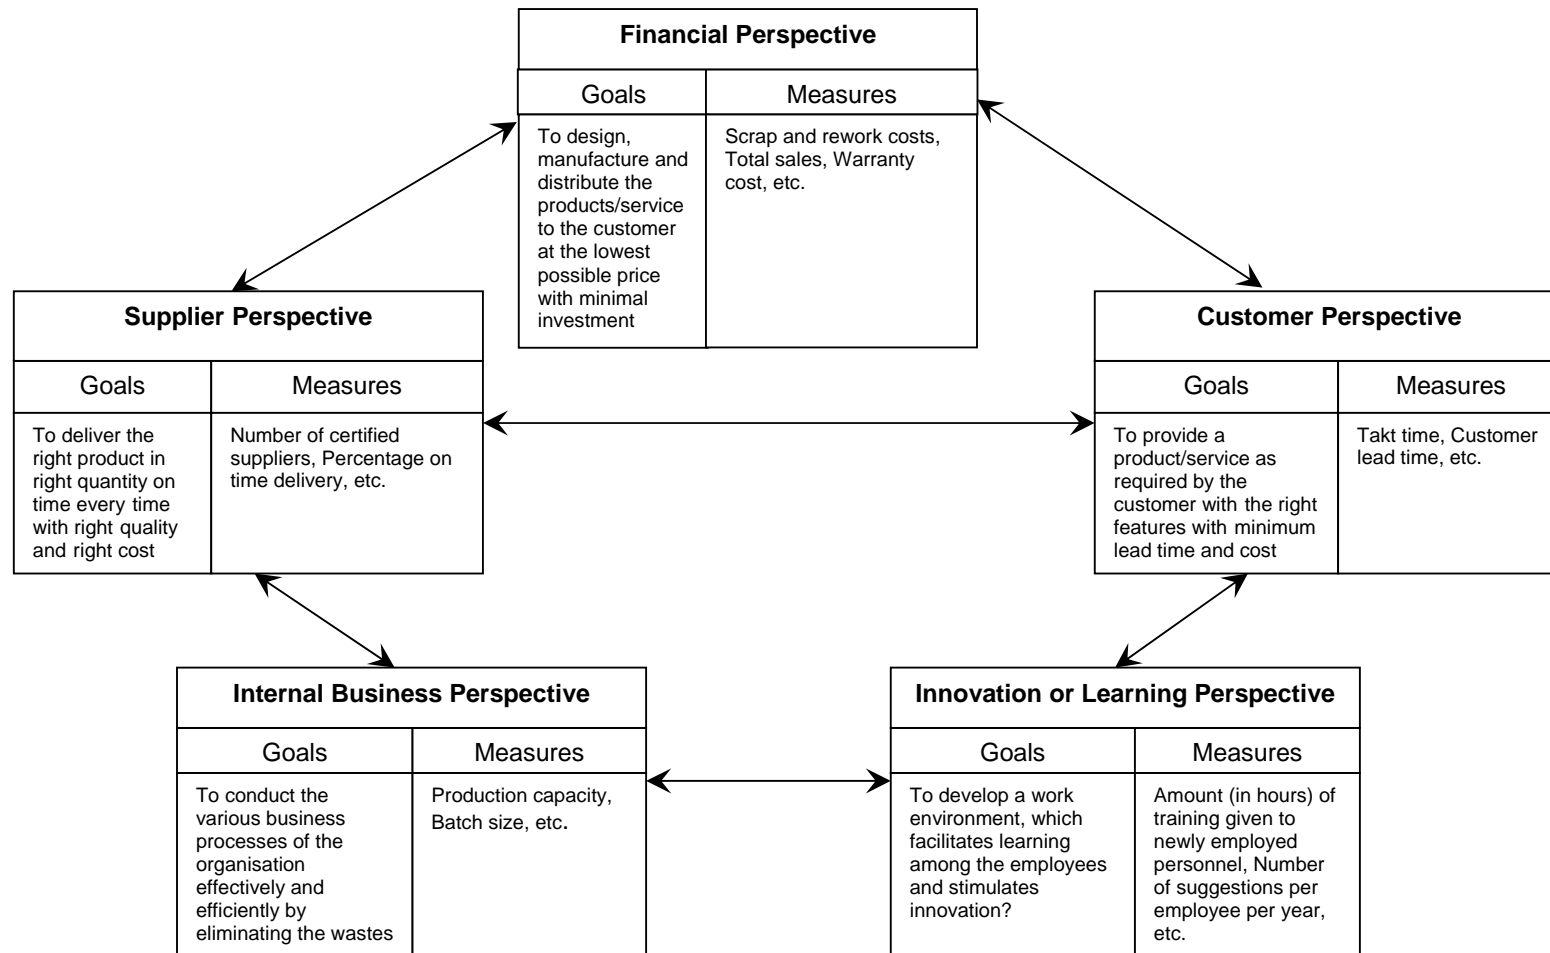 Financial Perspective
Goals
Measures
To design,
manufacture and
distribute the
products/service
to the customer
at the lowest
possible price
with minimal
investment
Scrap and rework costs,
Total sales, Warranty
cost, etc.
Supplier Perspective
Goals
Measures
To deliver the
right product in
right quantity on
time every time
with right quality
and right cost
Number of certified
suppliers, Percentage on
time delivery, etc.
Customer Perspective
Goals
Measures
To provide a
product/service as
required by the
customer with the right
features with minimum
lead time and cost
Takt time, Customer
lead time, etc.
Internal Business Perspective
Goals
Measures
To conduct the
various business
processes of the
organisation
effectively and
efficiently by
eliminating the wastes
Production capacity,
Batch size, etc.
Innovation or Learning Perspective
Goals
Measures
To develop a work
environment, which
facilitates learning
among the employees
and stimulates
innovation?
Amount (in hours) of
training given to
newly employed
personnel, Number
of suggestions per
employee per year,
etc.